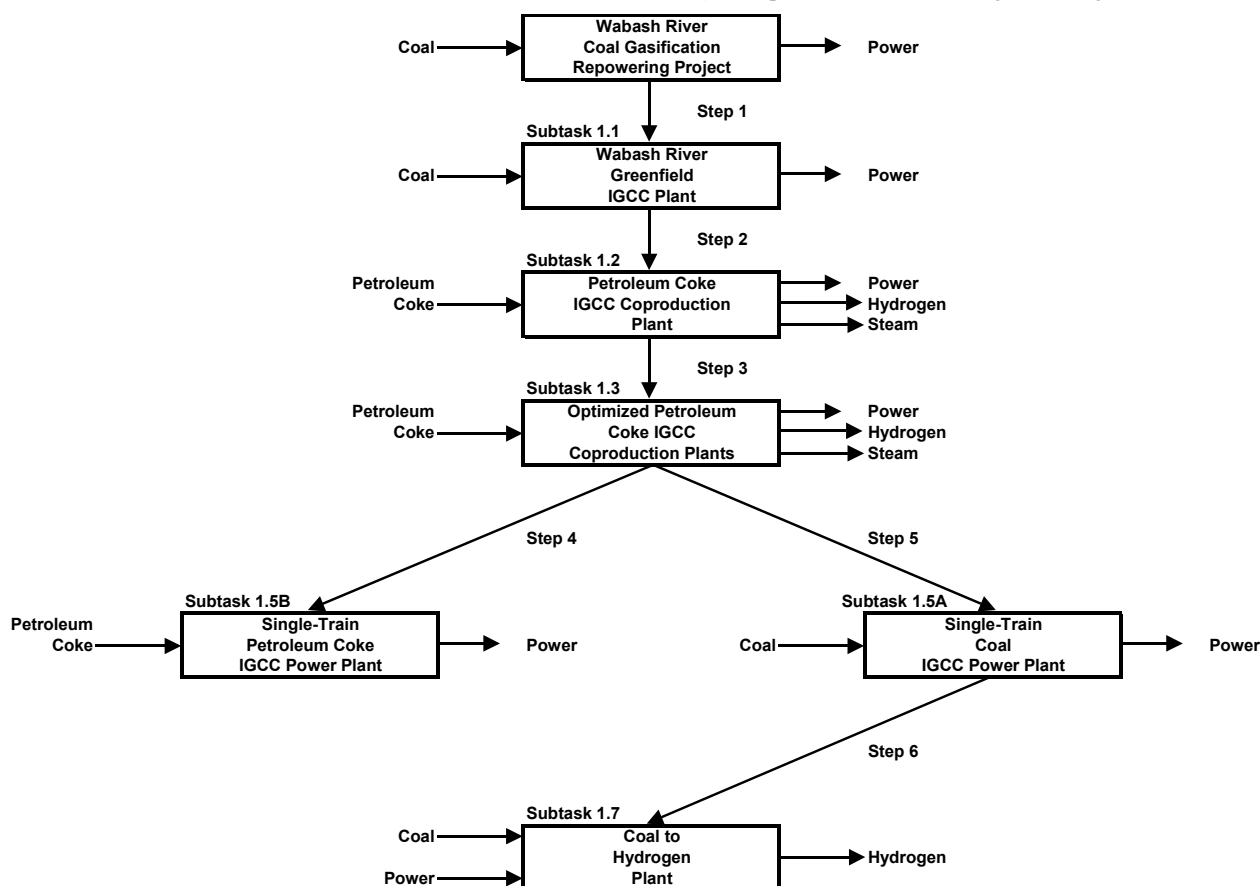 Wabash River
Coal Gasification
Repowering Project
Coal
Power
Step 1
Subtask 1.1
Wabash River
Greenfield
IGCC Plant
Coal
Power
Step 2
Subtask 1.2
Petroleum
Coke
Petroleum Coke
IGCC Coproduction
Plant
Power
Hydrogen
Steam
Step 3
Subtask 1.3
Petroleum
Coke
Optimized Petroleum
Coke IGCC
Coproduction Plants
Power
Hydrogen
Steam
Step 4
Step 5
Subtask 1.5B
Petroleum
Coke
Single-Train
Petroleum Coke
IGCC Power Plant
Power
Subtask 1.5A
Coal
Single-Train
Coal
IGCC Power Plant
Power
Step 6
Subtask 1.7
Coal
Power
Coal to
Hydrogen
Plant
Hydrogen